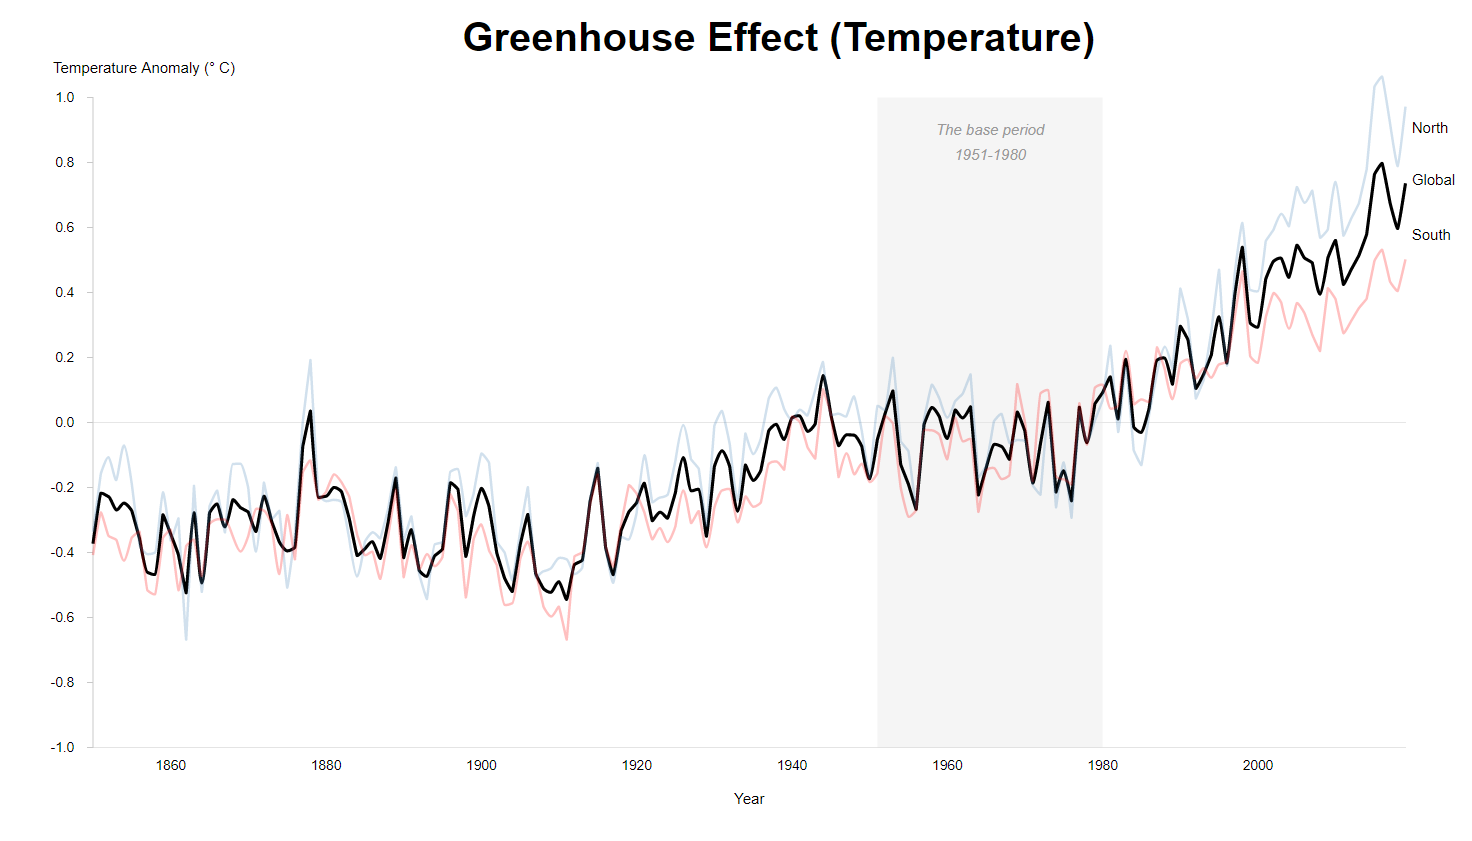 Greenhouse Effect (Temperature)
Temperature Anomaly (° C)
1.0
0.8
0.6
0.4
0.2
0.0
-0.2
-0.4
-0.6
-0.8
-1.0
The base period
1951-1980
North
Global
South
1860 1880 1900 1920 1940 1960 1980 2000
Year